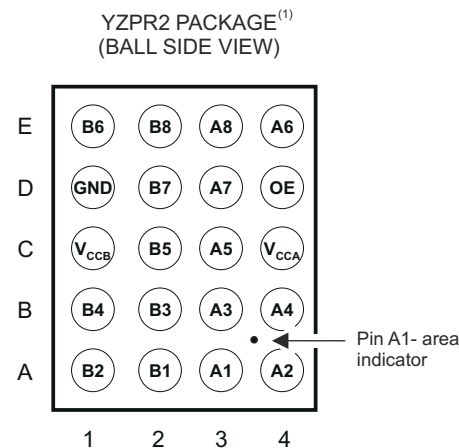 YZPR2 PACKAGE(1)
(BALL SIDE VIEW)
E B6 B8 A8 A6
D GND B7 A7 OE
C VCCB B5 A5 VCCA
B B4 B3 A3 A4
Pin A1- area
indicator
A B2 B1 A1 A2
1 2 3 4